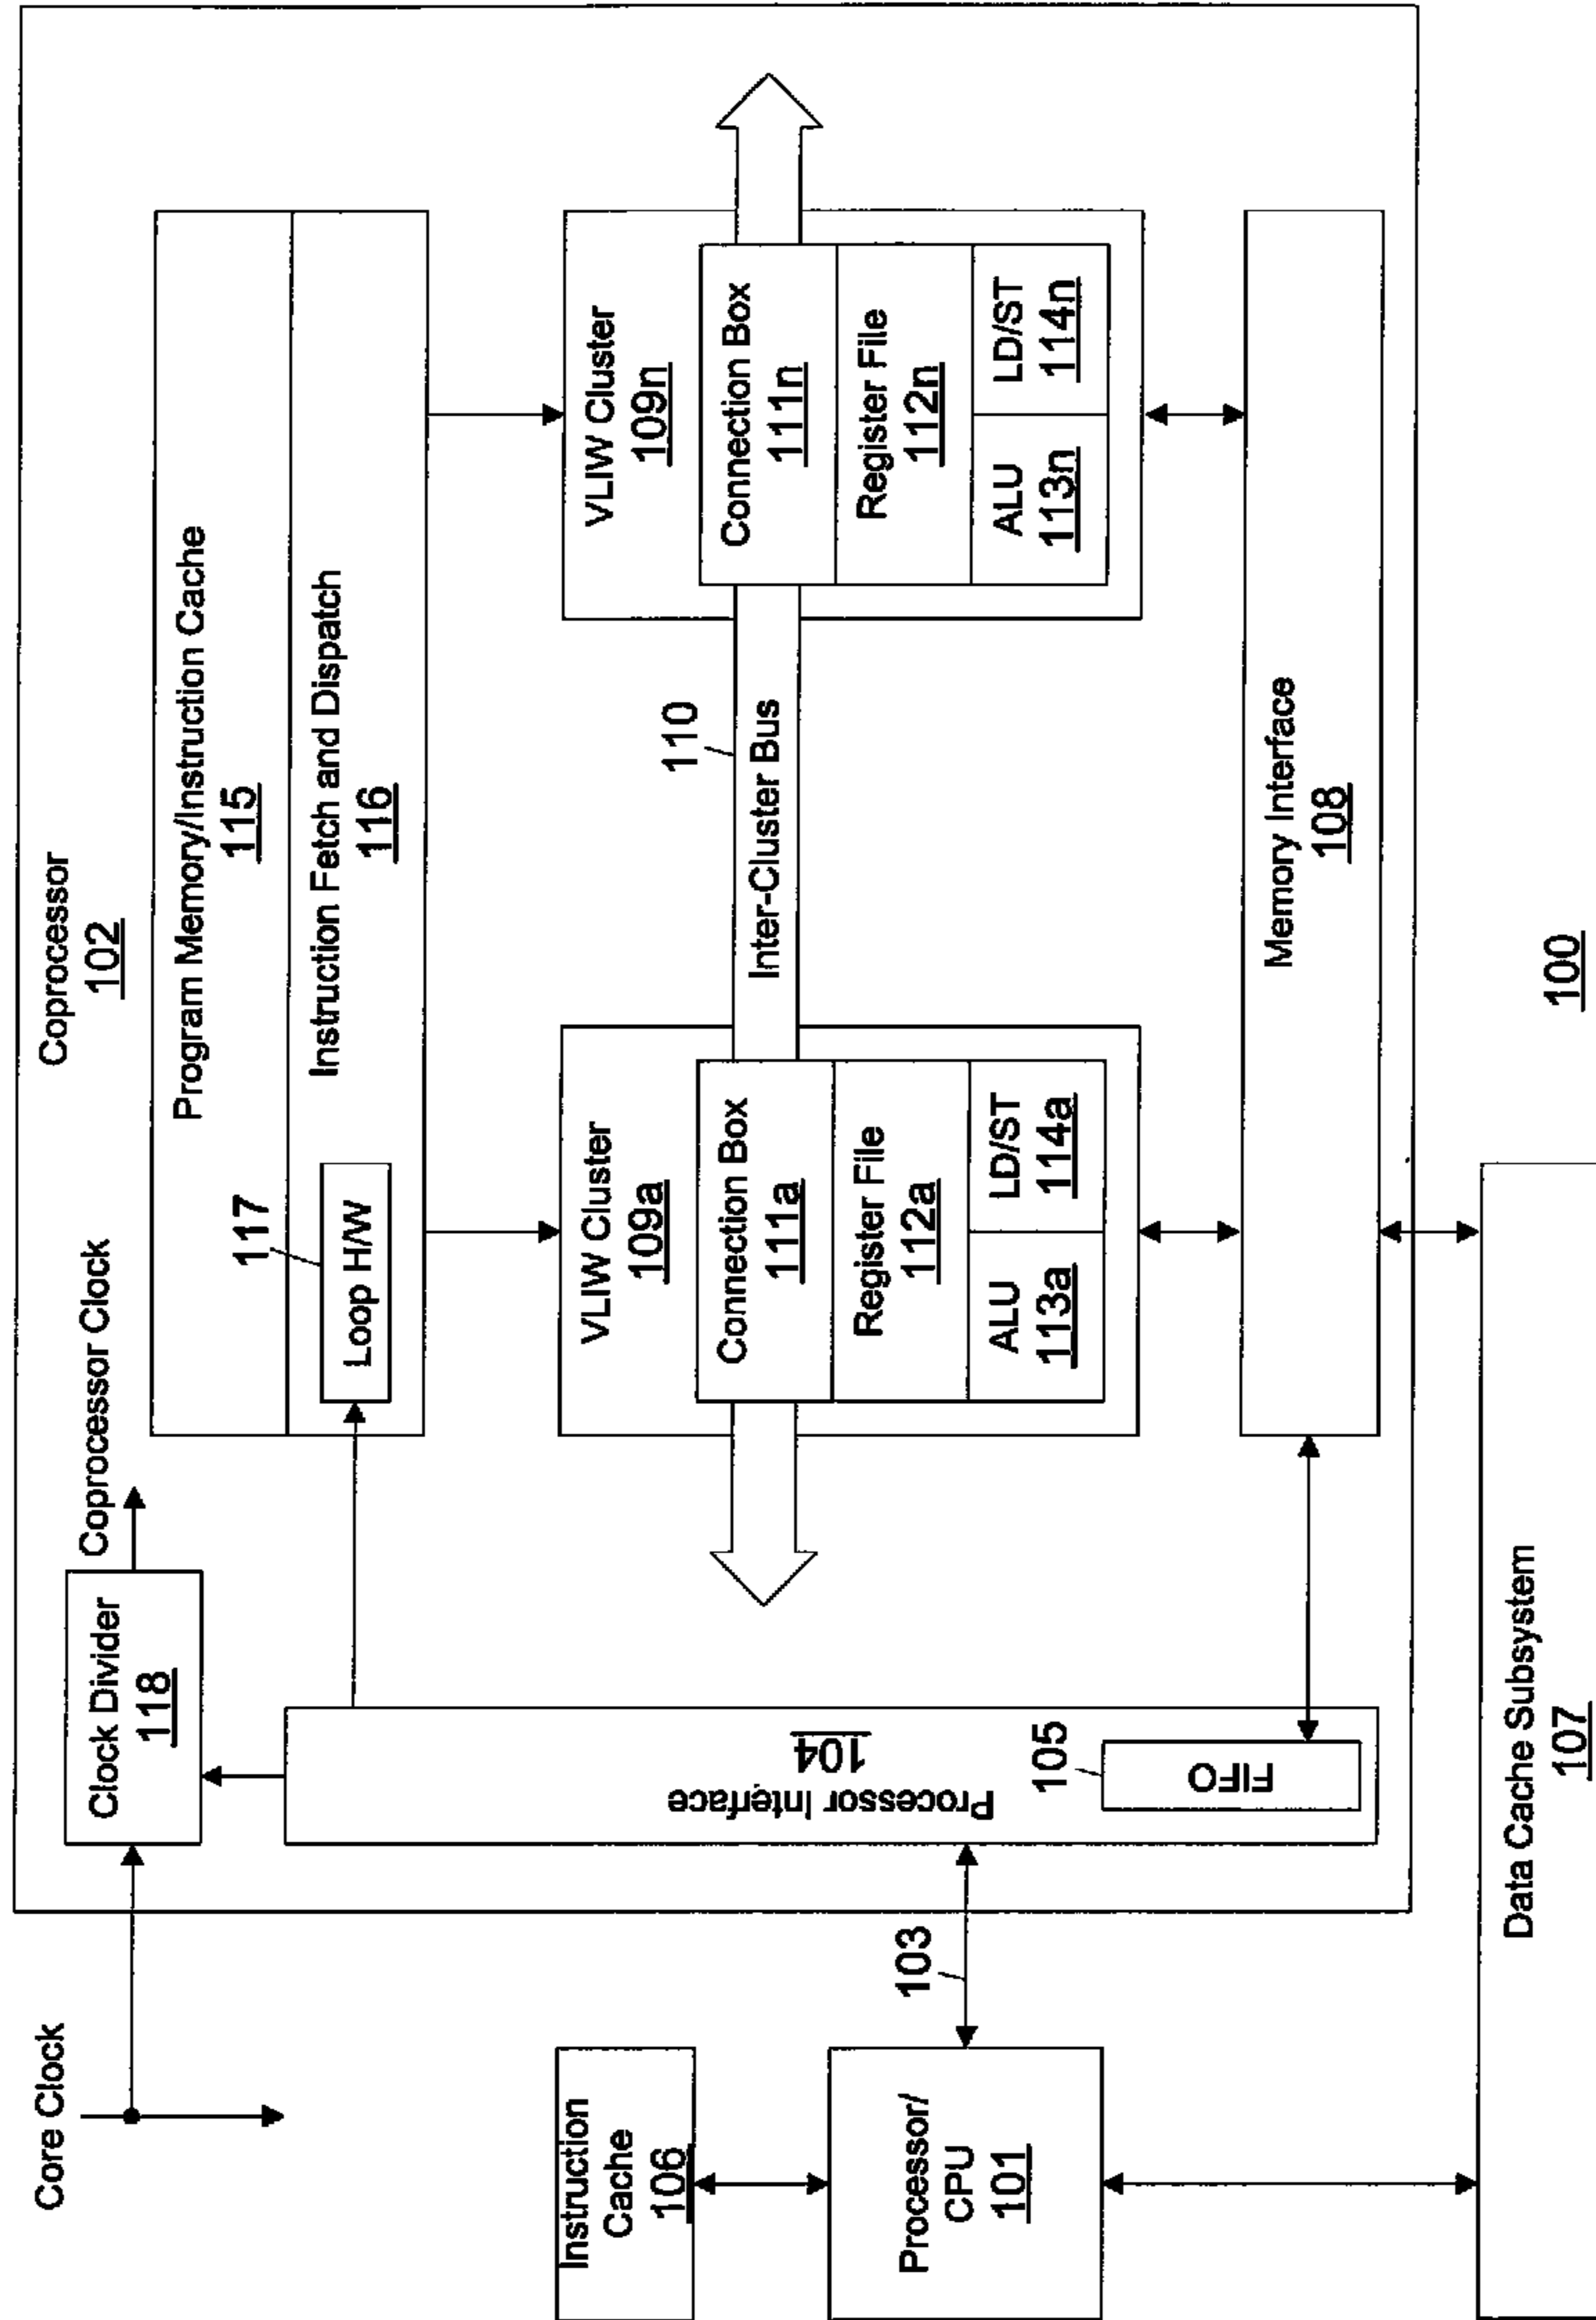 Coprocessor
102
Core Clock
Clock Divider
118
Coprocessor Clock
Program Memory/Instruction Cache
115
Instruction Fetch and Dispatch
116
117
Loop H/W
Instruction
Cache
106
Processor/
CPU
101
103
Processor Interface
104
105
FIFO
VLIW Cluster
109a
Connection Box
111a
Register File
112a
ALU
113a
LD/ST
114a
110
Inter-Cluster Bus
VLIW Cluster
109n
Connection Box
111n
Register File
112n
ALU
113n
LD/ST
114n
Memory Interface
108
Data Cache Subsystem
107
100